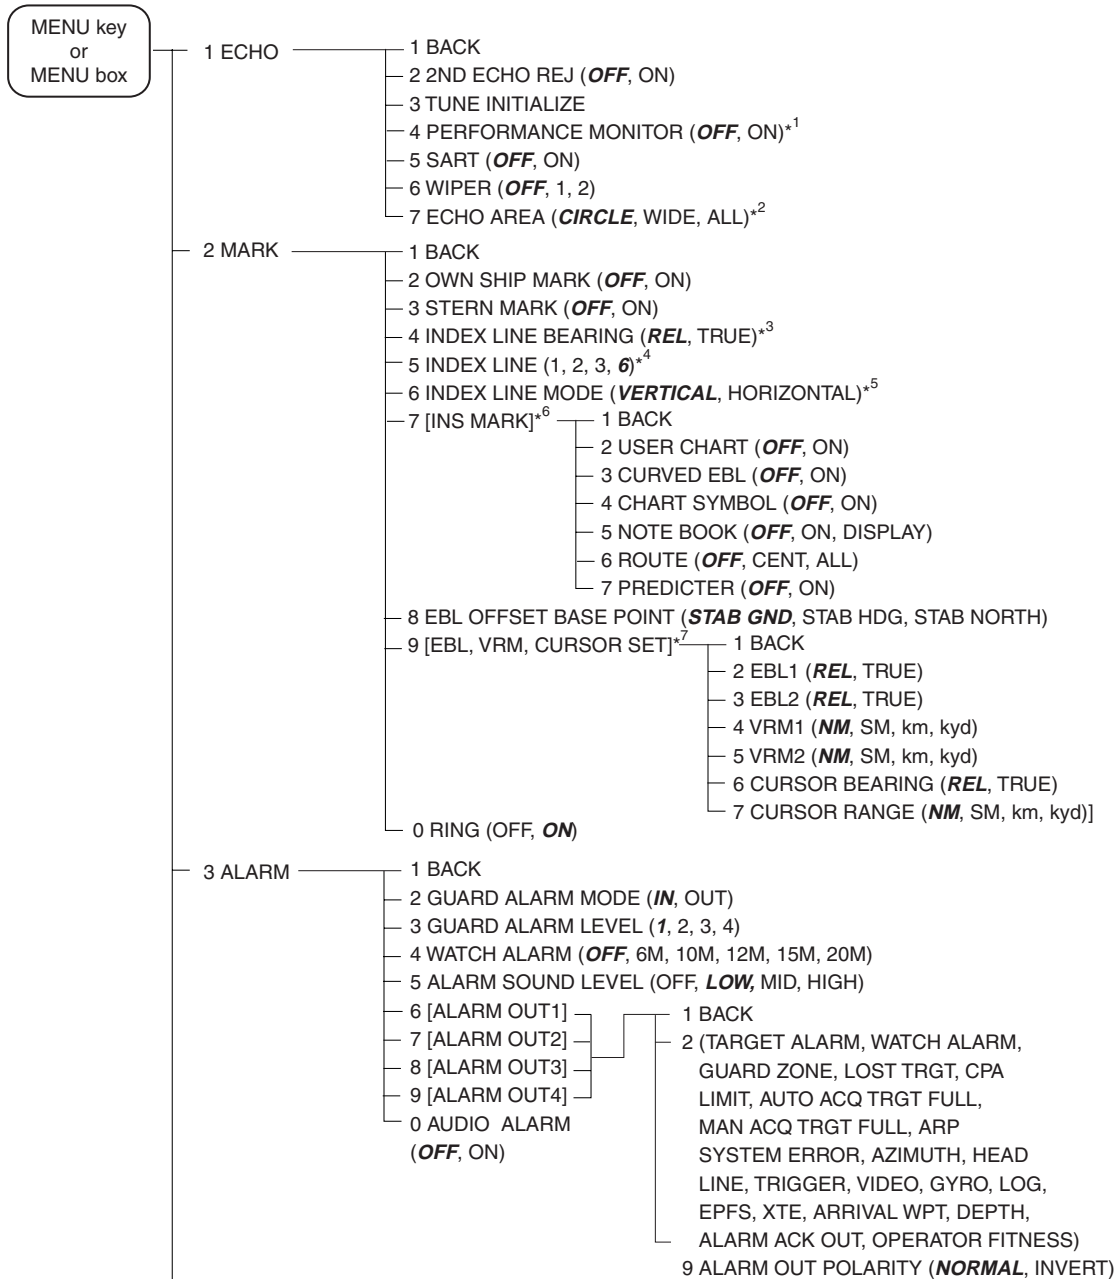 MENU key
or
MENU box
1 ECHO
1 BACK
2 2ND ECHO REJ (OFF, ON)
3 TUNE INITIALIZE
4 PERFORMANCE MONITOR (OFF, ON)*1
5 SART (OFF, ON)
6 WIPER (OFF, 1, 2)
7 ECHO AREA (CIRCLE, WIDE, ALL)*2
2 MARK
1 BACK
2 OWN SHIP MARK (OFF, ON)
3 STERN MARK (OFF, ON)
4 INDEX LINE BEARING (REL, TRUE)*3
5 INDEX LINE (1, 2, 3, 6)*4
6 INDEX LINE MODE (VERTICAL, HORIZONTAL)*5
7 [INS MARK]*6
1 BACK
2 USER CHART (OFF, ON)
3 CURVED EBL (OFF, ON)
4 CHART SYMBOL (OFF, ON)
5 NOTE BOOK (OFF, ON, DISPLAY)
6 ROUTE (OFF, CENT, ALL)
7 PREDICTER (OFF, ON)
8 EBL OFFSET BASE POINT (STAB GND, STAB HDG, STAB NORTH)
9 [EBL, VRM, CURSOR SET]*7
1 BACK
2 EBL1 (REL, TRUE)
3 EBL2 (REL, TRUE)
4 VRM1 (NM, SM, km, kyd)
5 VRM2 (NM, SM, km, kyd)
6 CURSOR BEARING (REL, TRUE)
7 CURSOR RANGE (NM, SM, km, kyd)]
0 RING (OFF, ON)
3 ALARM
1 BACK
2 GUARD ALARM MODE (IN, OUT)
3 GUARD ALARM LEVEL (1, 2, 3, 4)
4 WATCH ALARM (OFF, 6M, 10M, 12M, 15M, 20M)
5 ALARM SOUND LEVEL (OFF, LOW, MID, HIGH)
6 [ALARM OUT1]
7 [ALARM OUT2]
8 [ALARM OUT3]
9 [ALARM OUT4]
0 AUDIO ALARM
(OFF, ON)
1 BACK
2 (TARGET ALARM, WATCH ALARM,
GUARD ZONE, LOST TRGT, CPA
LIMIT, AUTO ACQ TRGT FULL,
MAN ACQ TRGT FULL, ARP
SYSTEM ERROR, AZIMUTH, HEAD
LINE, TRIGGER, VIDEO, GYRO, LOG,
EPFS, XTE, ARRIVAL WPT, DEPTH,
ALARM ACK OUT, OPERATOR FITNESS)
9 ALARM OUT POLARITY (NORMAL, INVERT)